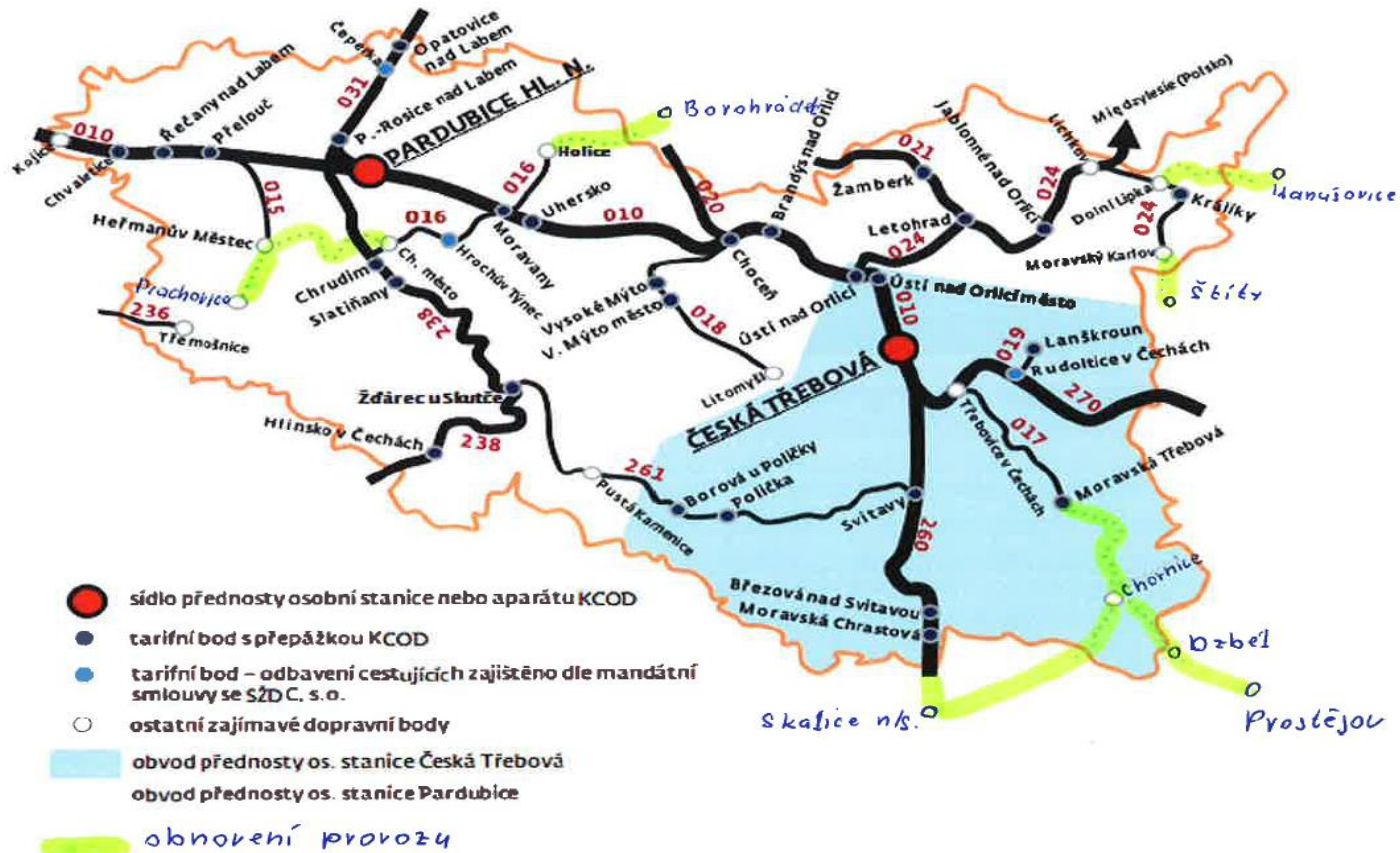 Čeperka
Opatovice
nad Labem
031
P.-Rosice nad Labem
PARDUBICE HL. N.
Borohrádek
Řečany nad Labem
Přelouč
010
Kojice
Chvaletice
Holice
016
Brandýs nad Orlicí
021
Žamberk
Jablonné nad Orlicí
Lichkov
Międzylesie (Polsko)
024
Dolní Lipka
Hanušovice
Králíky
024
Moravský Karlov
Štíty
Letohrad
024
020
Uhersko
010
Moravany
Choceň
015
Heřmanův Městec
016
Hrochův Týnec
Ch. město
Chrudim
Slatiňany
Prachovice
236
Třemošnice
238
Vysoké Mýto
V. Mýto město
018
Litomyšl
Ústí nad Orlicí
Ústí nad Orlicí město
010
ČESKÁ TŘEBOVÁ
019
Lanškroun
Rudoltice v Čechách
270
Třebovice v Čechách
017
Moravská Třebová
Žďárec u Skutče
Hlinsko v Čechách
238
261
Pustá Kamenice
Borová u Poličky
Polička
Svitavy
260
Březová nad Svitavou
Moravská Chrastová
Chornice
Dzbel
Prostějov
Skalice n/s.
sídlo přednosty osobní stanice nebo aparátu KCOD
tarifní bod s přepážkou KCOD
tarifní bod – odbavení cestujících zajištěno dle mandátní
smlouvy se SŽDC, s.o.
ostatní zajímavé dopravní body
obvod přednosty os. stanice Česká Třebová
obvod přednosty os. stanice Pardubice
obnovení provozu